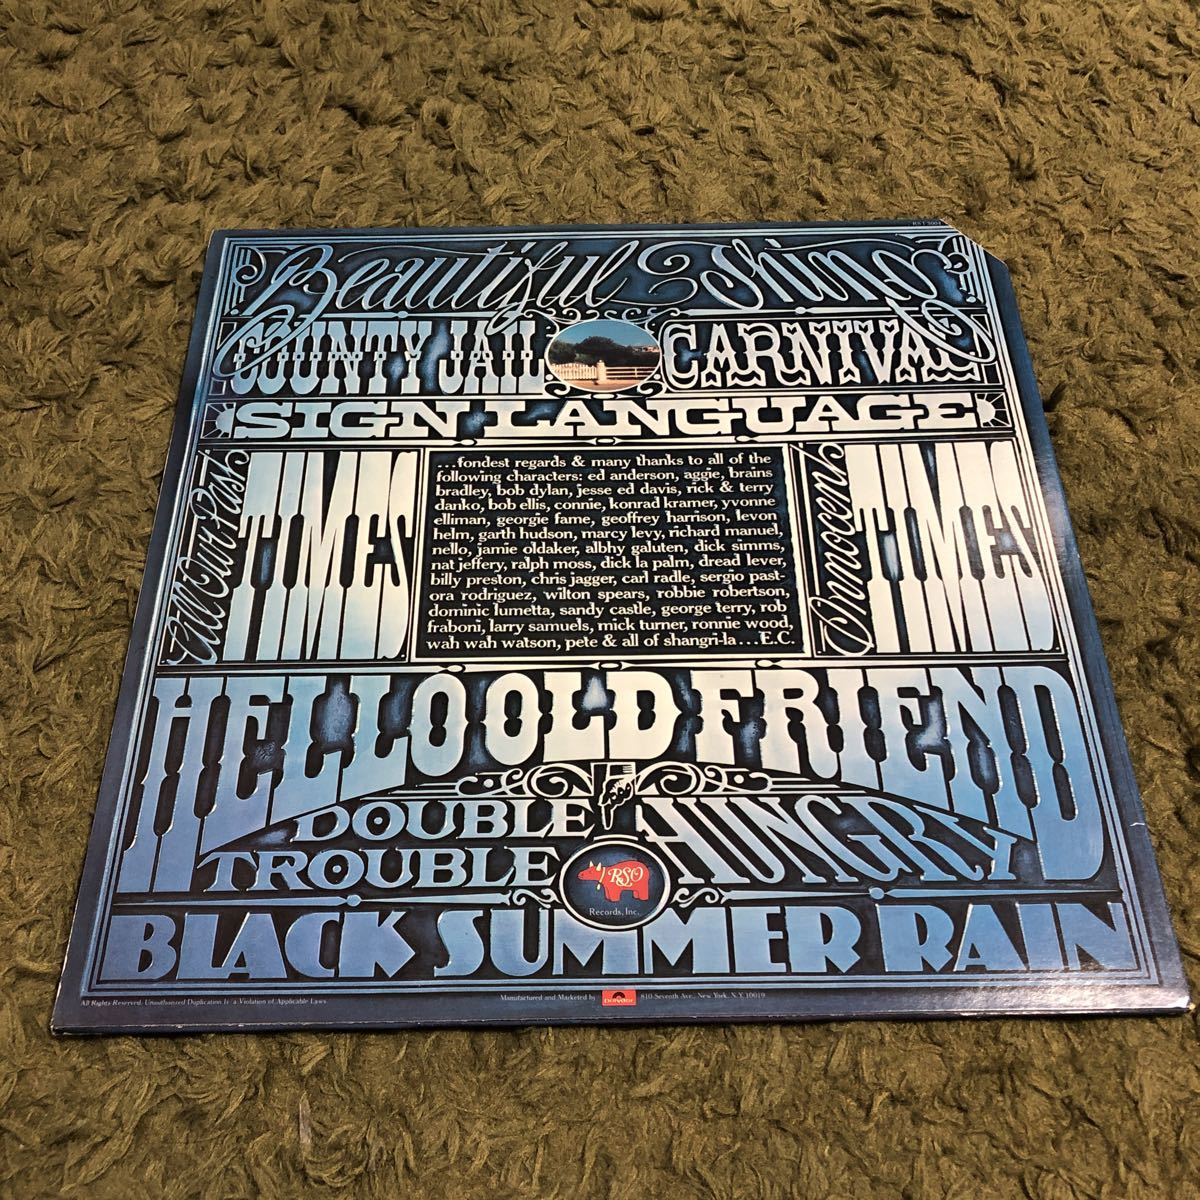 Beautiful Thing
COUNTY JAIL CARNIVAL
SIGN LANGUAGE
All Our Past TIMES
...fondest regards & many thanks to all of the
following characters: ed anderson, aggie, brains
bradley, bob dylan, jesse ed davis, rick & terry
danko, bob ellis, connie, konrad kramer, yvonne
elliman, georgie fame, geoffrey harrison, levon
helm, garth hudson, marcy levy, richard manuel,
nello, jamie oldaker, albhy galuten, dick simms,
nat jeffery, ralph moss, dick la palm, dread lever,
billy preston, chris jagger, carl radle, sergio past-
ora rodriguez, wilton spears, robbie robertson,
dominic lumetta, sandy castle, george terry, rob
fraboni, larry samuels, mick turner, ronnie wood,
wah wah watson, pete & all of shangri-la...E.C.
Innocent TIMES
HELLO OLD FRIEND
DOUBLE
TROUBLE
HUNGRY
RSO
Records, Inc.
BLACK SUMMER RAIN
All Rights Reserved. Unauthorized Duplication Is a Violation of Applicable Laws.
Manufactured and Marketed by polydor 810 Seventh Ave., New York, N.Y. 10019